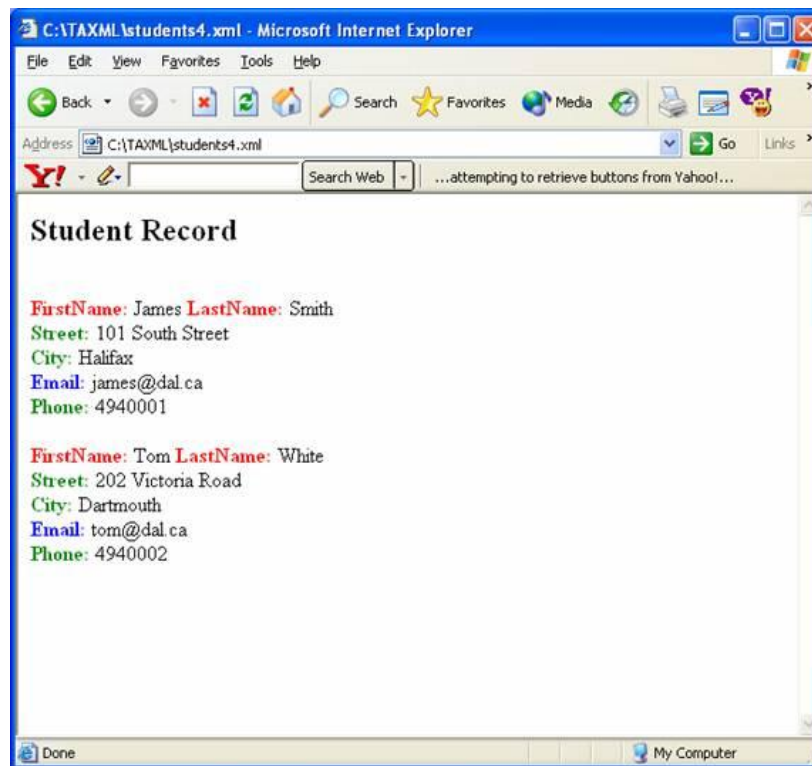 C:\TAXML\students4.xml - Microsoft Internet Explorer
File Edit View Favorites Tools Help
Back Search Favorites Media
Address C:\TAXML\students4.xml Go Links
Y! Search Web ...attempting to retrieve buttons from Yahoo!...
Student Record
FirstName: James LastName: Smith
Street: 101 South Street
City: Halifax
Email: james@dal.ca
Phone: 4940001
FirstName: Tom LastName: White
Street: 202 Victoria Road
City: Dartmouth
Email: tom@dal.ca
Phone: 4940002
Done My Computer